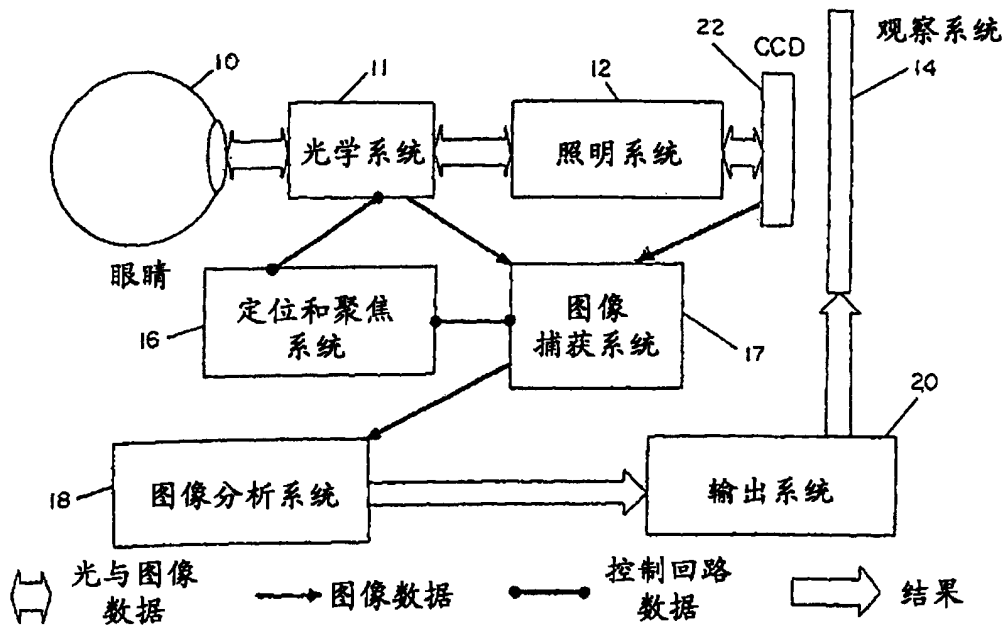 10
11
12
22
CCD
观察系统
14
光学系统
照明系统
眼睛
定位和聚焦
系统
16
图像
捕获系统
17
20
18
图像分析系统
输出系统
光与图像
数据
图像数据
控制回路
数据
结果